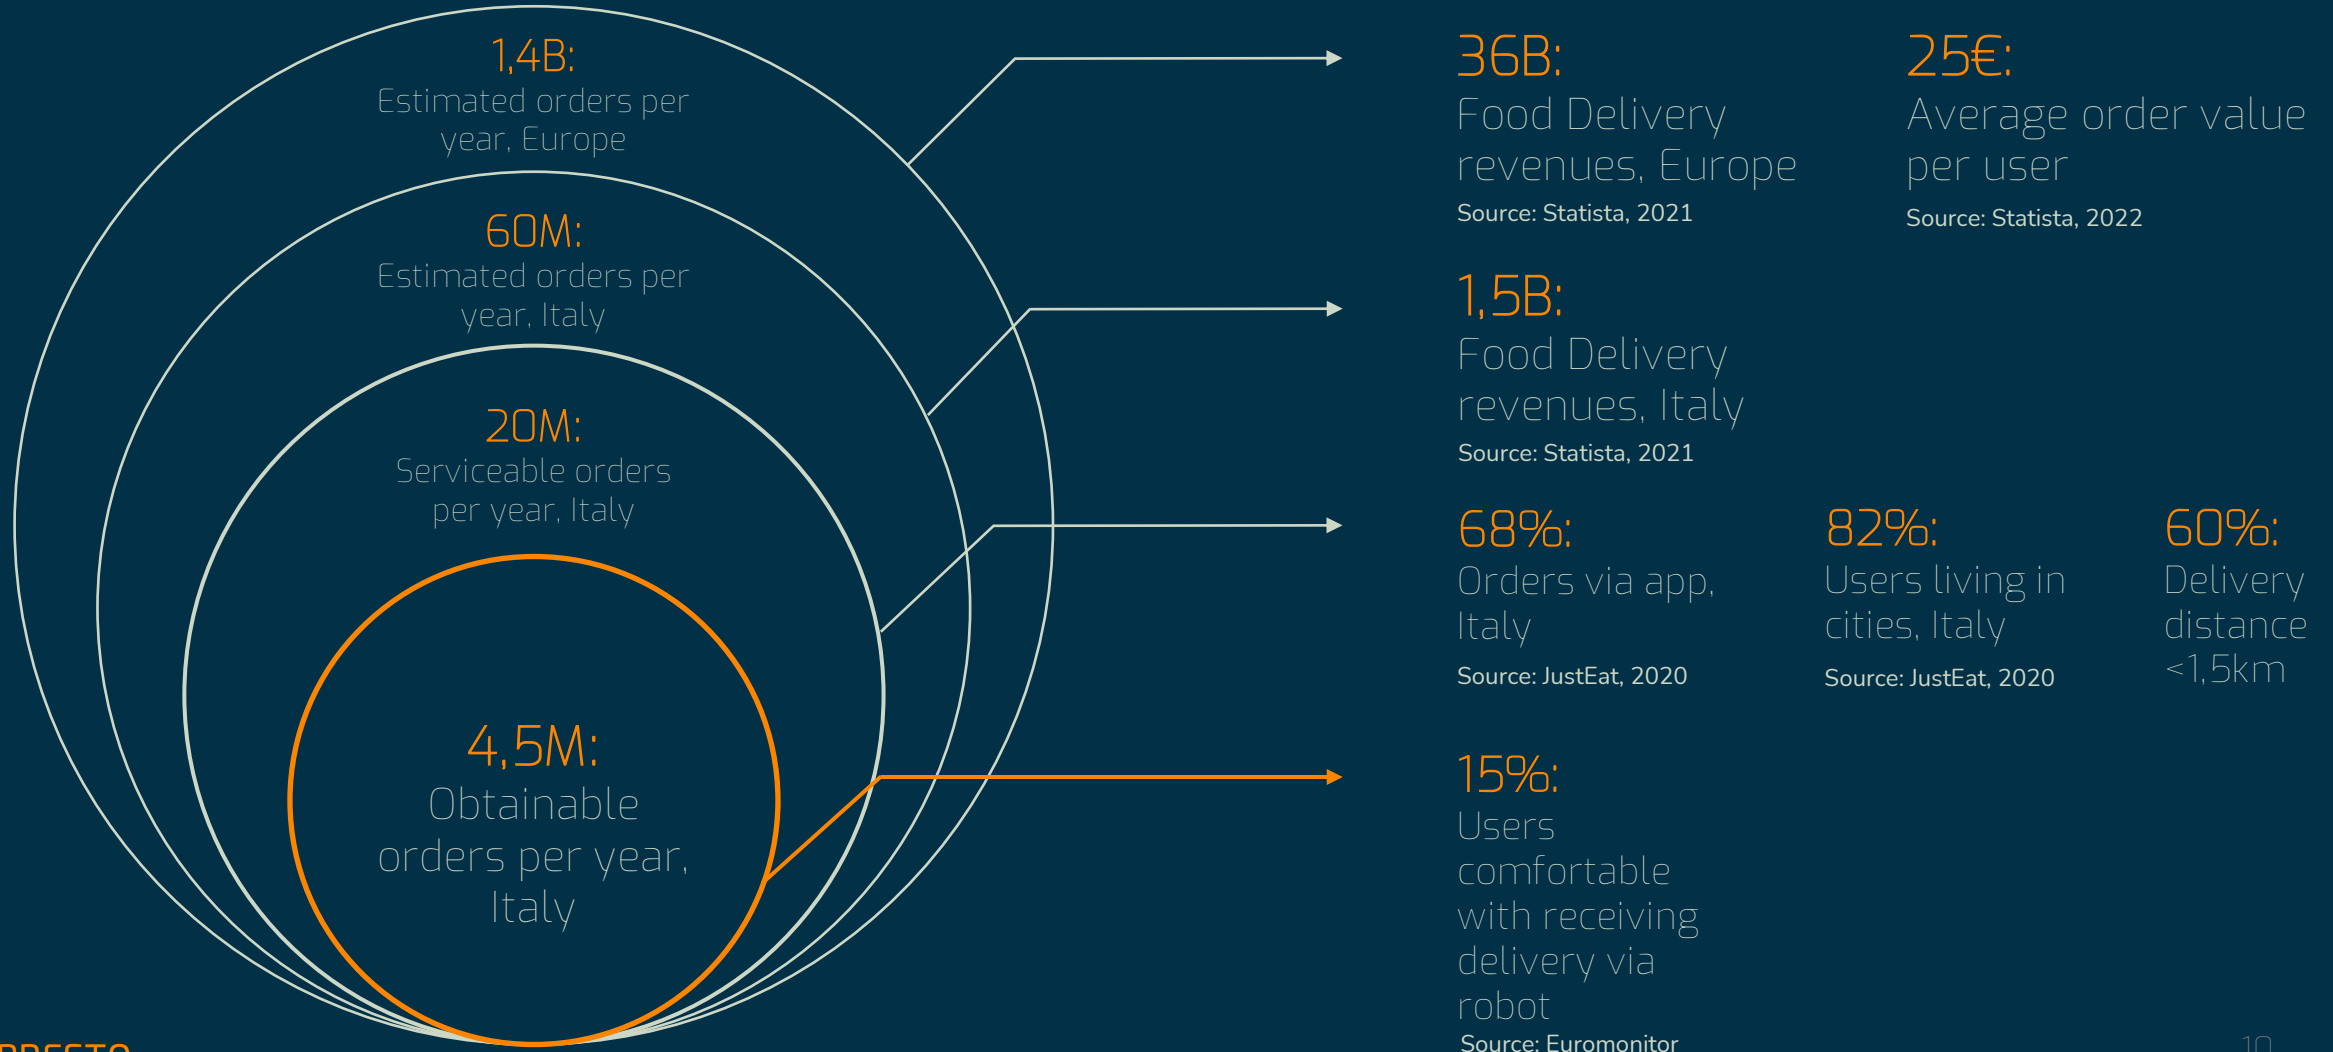 1,4B:
Estimated orders per
year, Europe
60M:
Estimated orders per
year, Italy
20M:
Serviceable orders
per year, Italy
4,5M:
Obtainable
orders per year,
Italy
36B:
Food Delivery
revenues, Europe
Source: Statista, 2021
25€:
Average order value
per user
Source: Statista, 2022
1,5B:
Food Delivery
revenues, Italy
Source: Statista, 2021
68%:
Orders via app,
Italy
Source: JustEat, 2020
82%:
Users living in
cities, Italy
Source: JustEat, 2020
60%:
Delivery
distance
<1,5km
15%:
Users
comfortable
with receiving
delivery via
robot
Source: Euromonitor
PRESTO
10